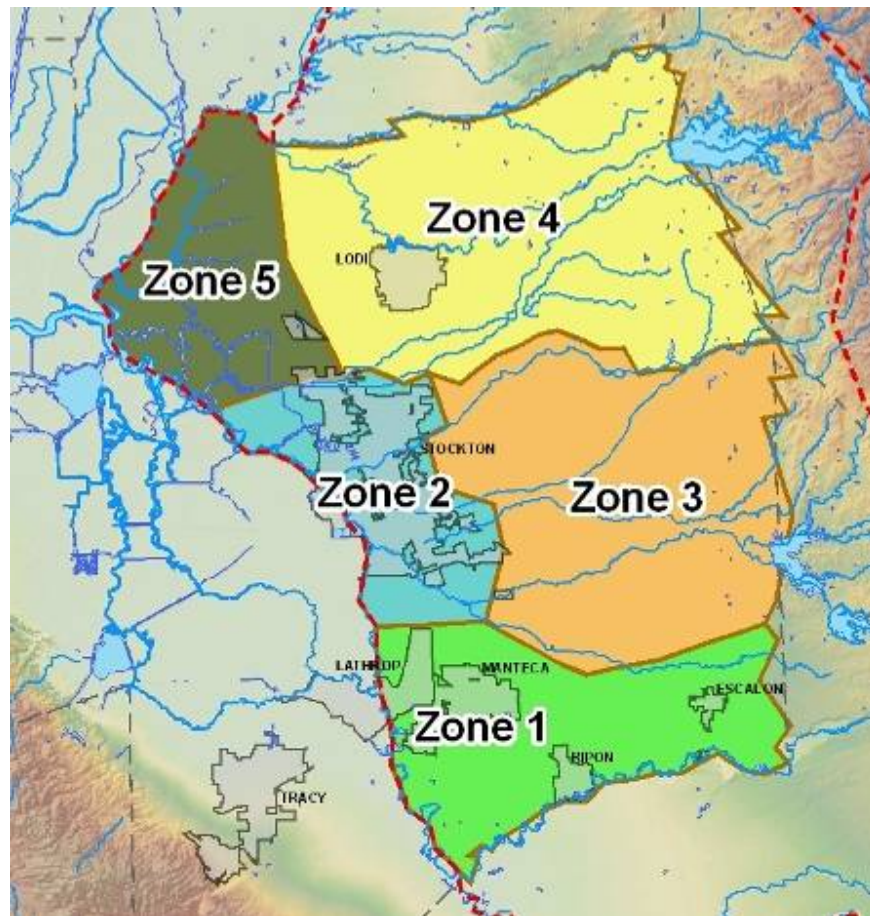 Zone 4
LODI
Zone 5
STOCKTON
Zone 2
Zone 3
LATHROP
MANTECA
ESCALON
Zone 1
RIPON
TRACY